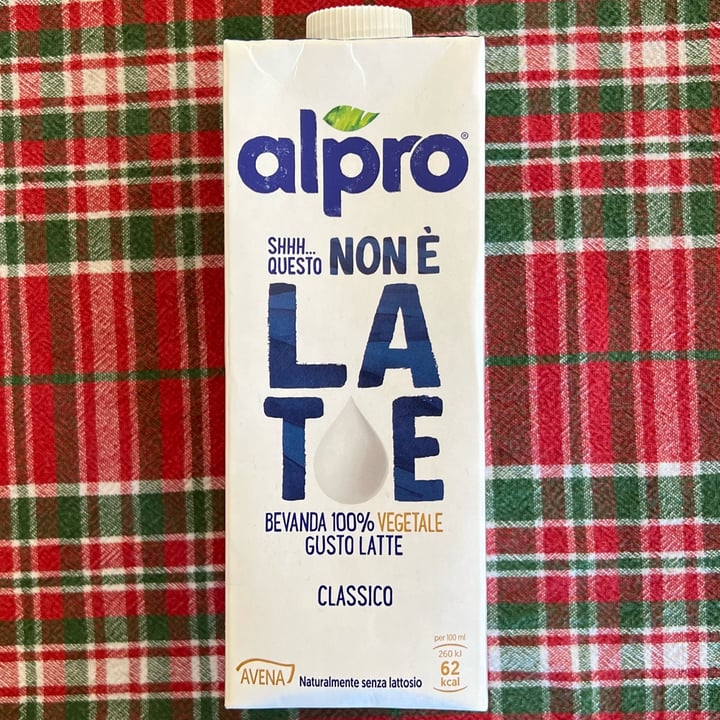 alpro®
SHHH...
QUESTO NON È
LA
TE
BEVANDA 100% VEGETALE
GUSTO LATTE
CLASSICO
per 100 ml
260 kJ
62
kcal
AVENA
Naturalmente senza lattosio